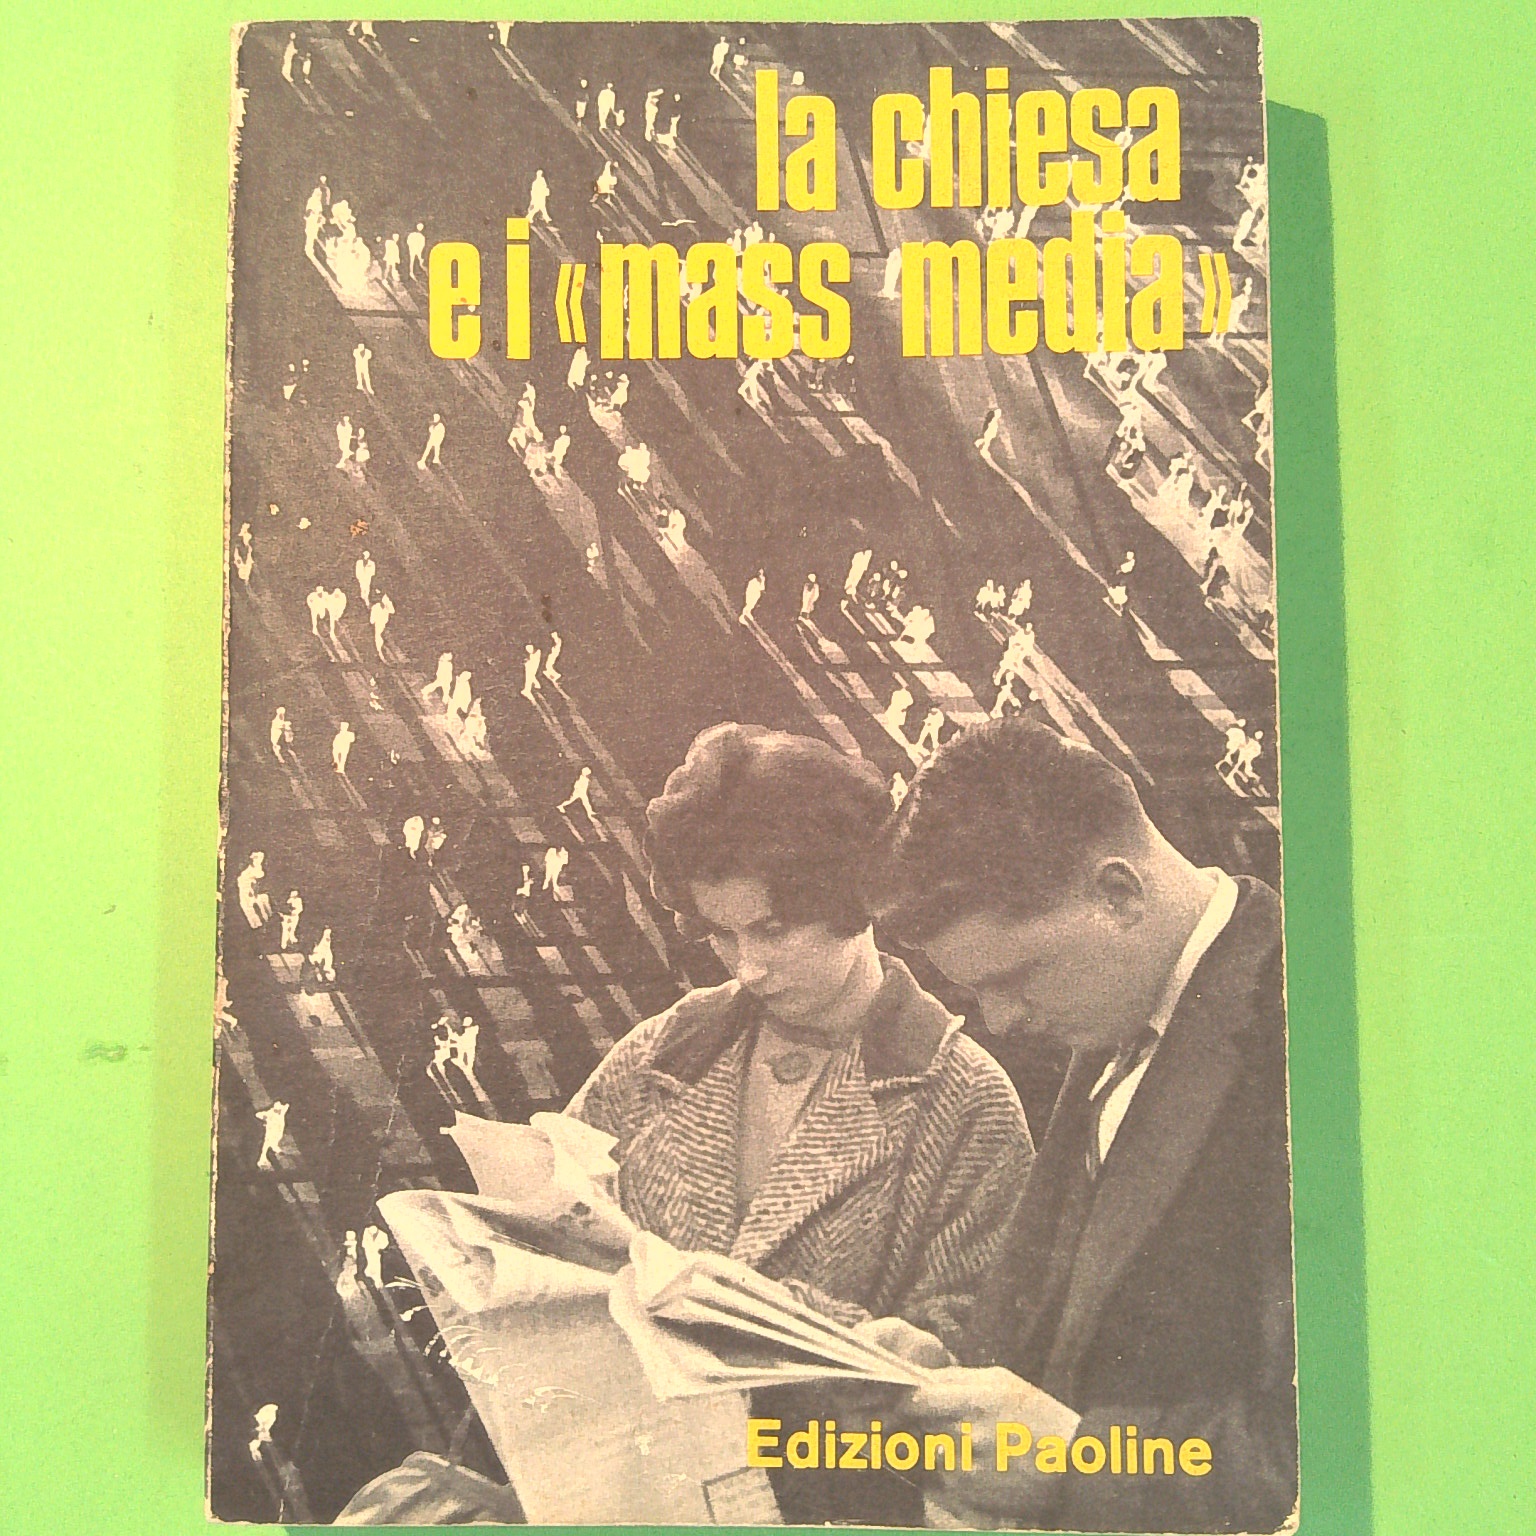 la chiesa
e i «mass media»
Edizioni Paoline